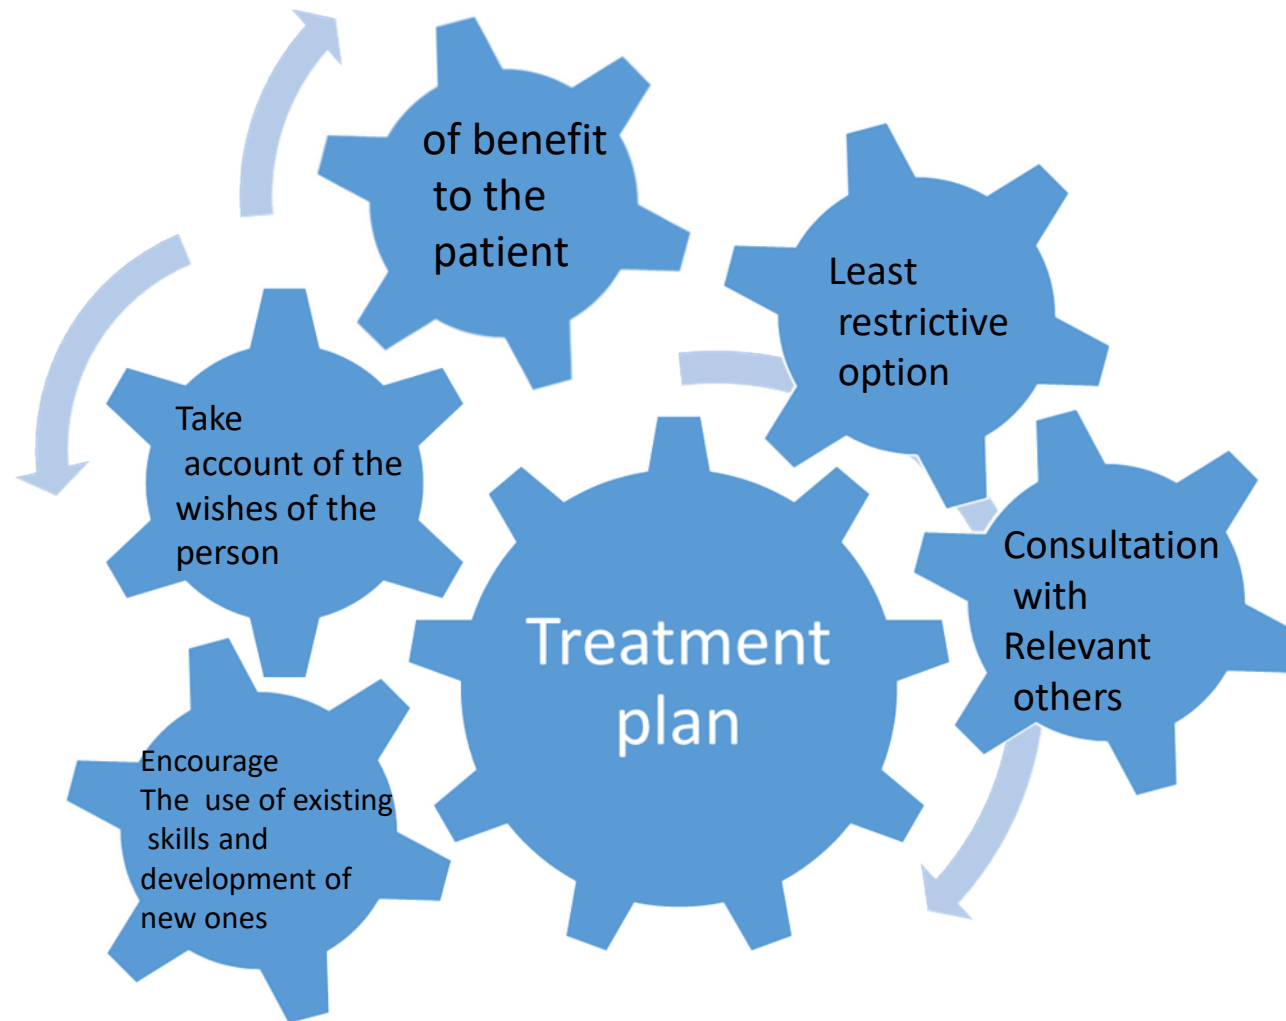 of benefit
to the
patient
Least
restrictive
option
Take
account of the
wishes of the
person
Consultation
with
Relevant
others
Treatment
plan
Encourage
The use of existing
skills and
development of
new ones